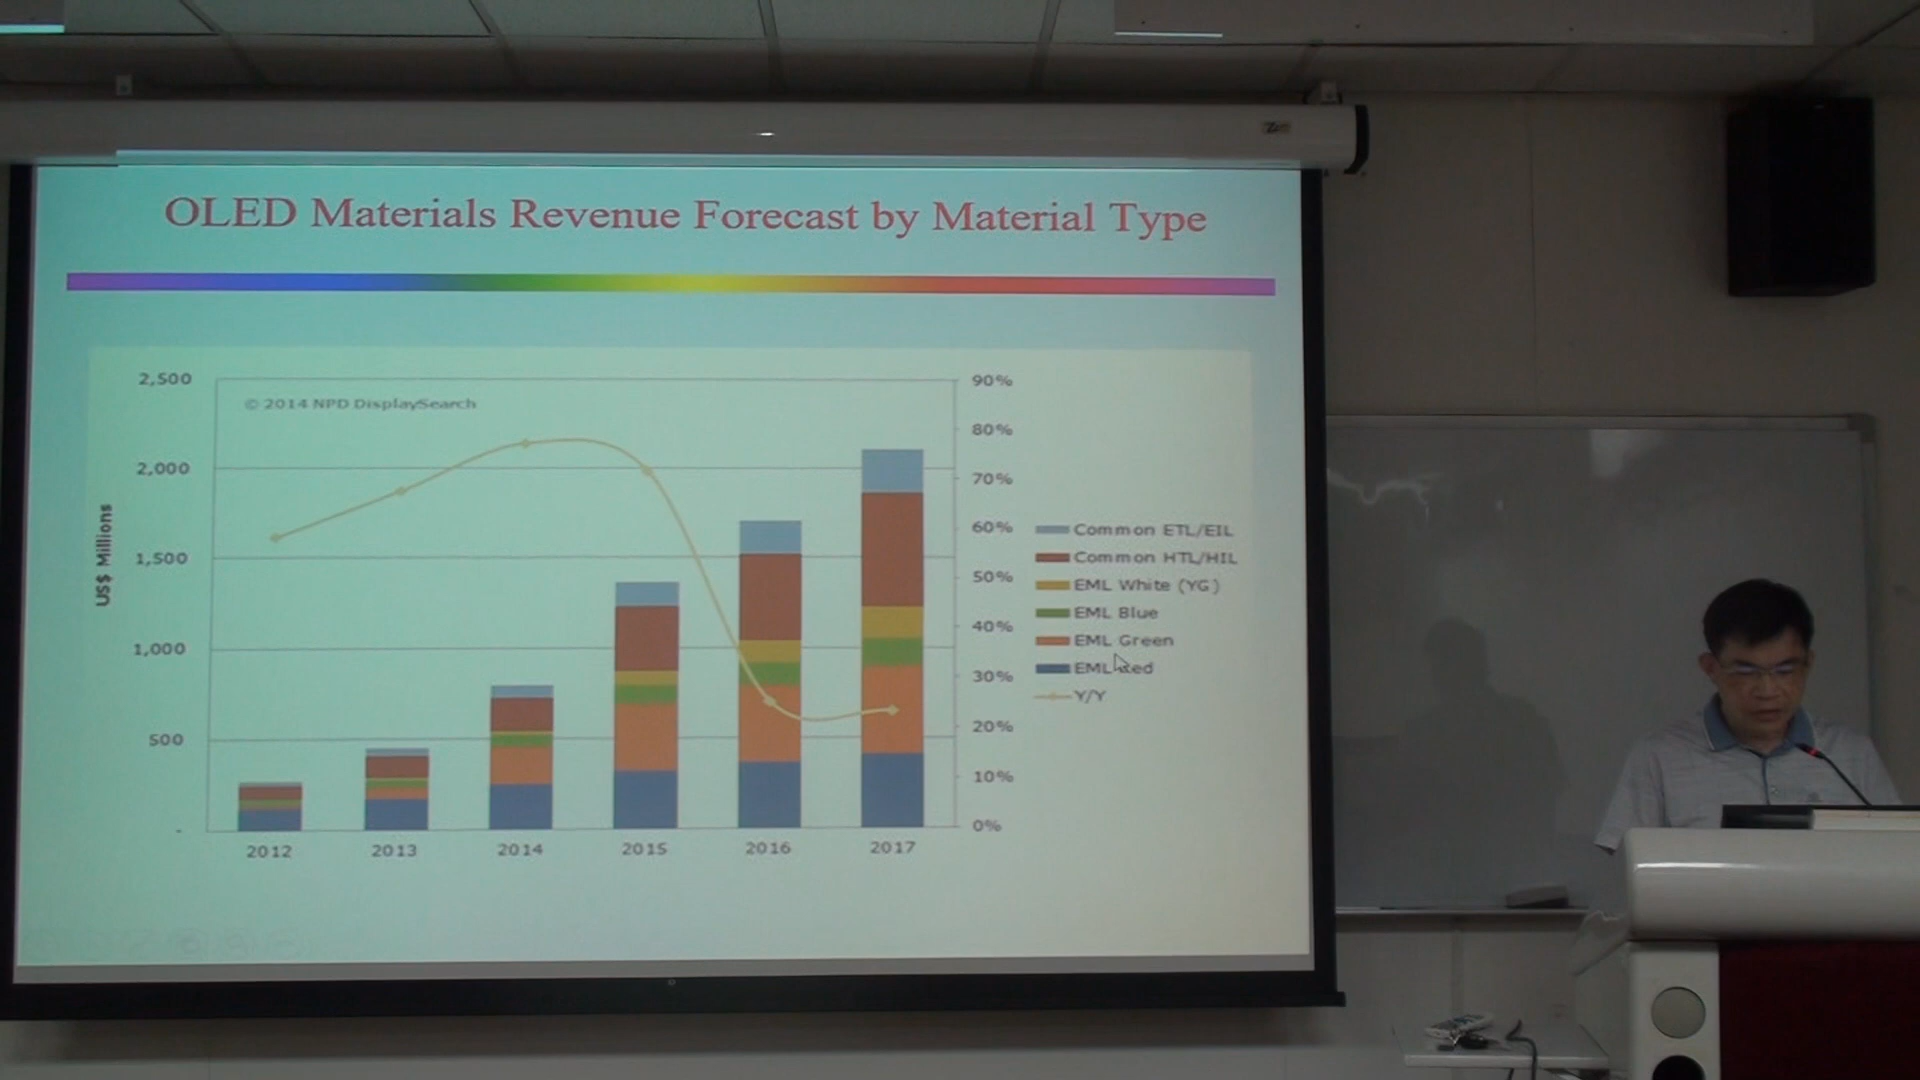 OLED Materials Revenue Forecast by Material Type
© 2014 NPD DisplaySearch
US$ Millions
2,500
2,000
1,500
1,000
500
-
90%
80%
70%
60%
50%
40%
30%
20%
10%
0%
2012 2013 2014 2015 2016 2017
Common ETL/EIL
Common HTL/HIL
EML White (YG)
EML Blue
EML Green
EML Red
Y/Y